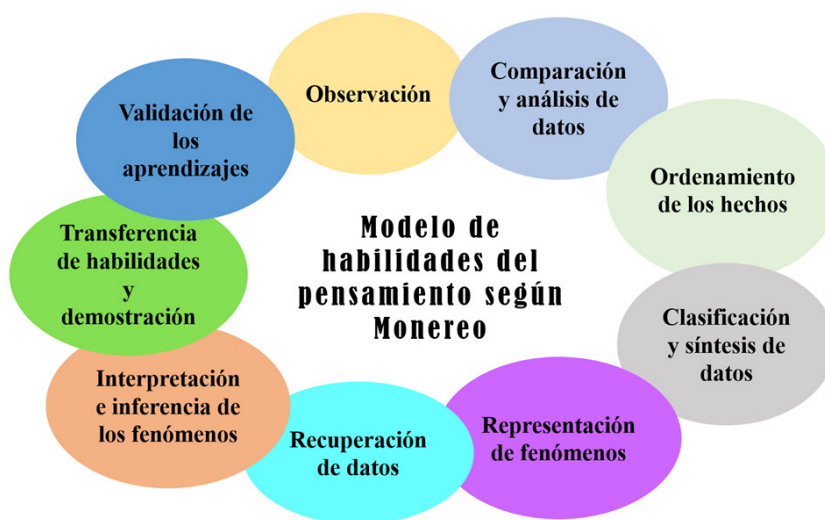 Observación
Comparación
y análisis de
datos
Ordenamiento
de los hechos
Clasificación
y síntesis de
datos
Representación
de fenómenos
Recuperación
de datos
Interpretación
e inferencia de
los fenómenos
Transferencia
de habilidades
y
demostración
Validación de
los
aprendizajes
Modelo de
habilidades del
pensamiento según
Monereo